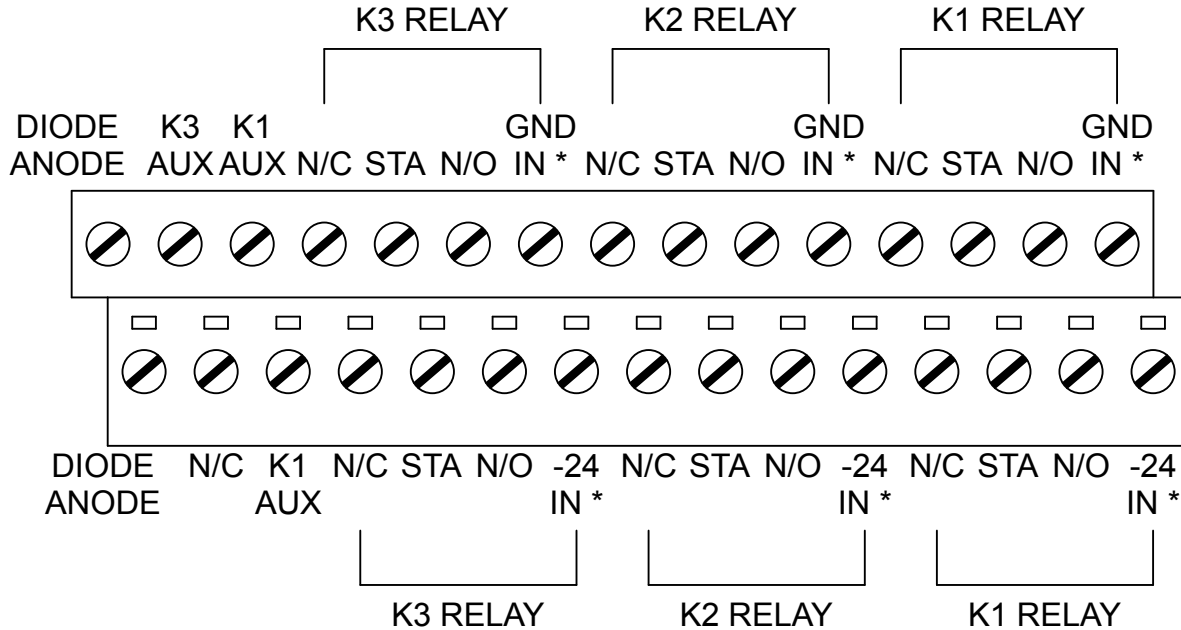 K3 RELAY K2 RELAY K1 RELAY
DIODE K3 K1 GND GND GND
ANODE AUX AUX N/C STA N/O IN * N/C STA N/O IN * N/C STA N/O IN *
DIODE N/C K1 N/C STA N/O -24 N/C STA N/O -24 N/C STA N/O -24
ANODE AUX IN * IN * IN *
K3 RELAY K2 RELAY K1 RELAY